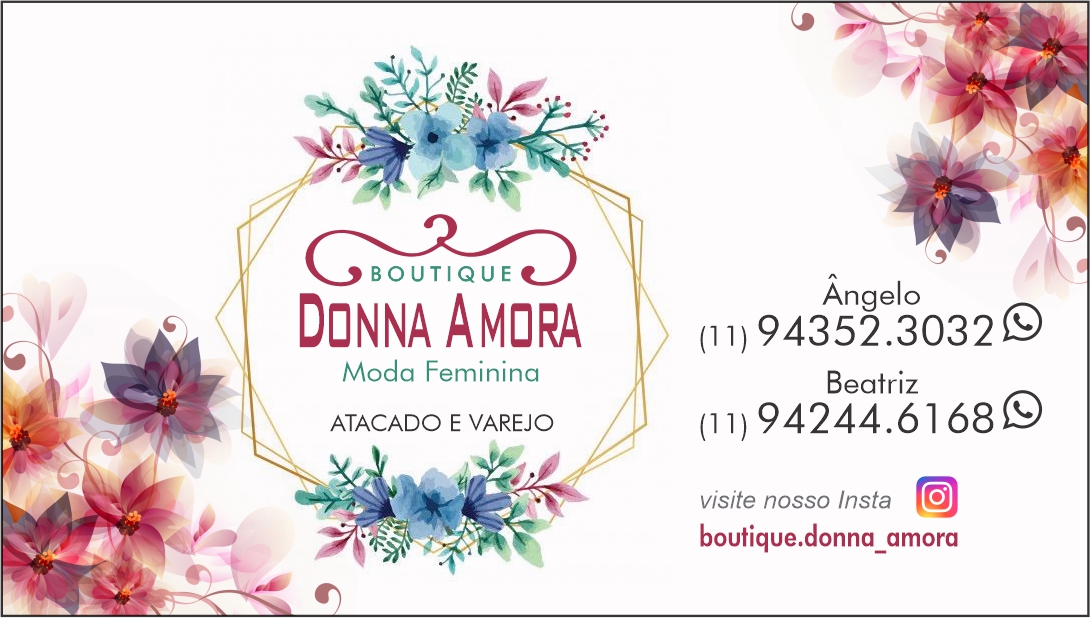 BOUTIQUE
DONNA AMORA
Moda Feminina
ATACADO E VAREJO
Ângelo
(11) 94352.3032
Beatriz
(11) 94244.6168
visite nosso Insta
boutique.donna_amora